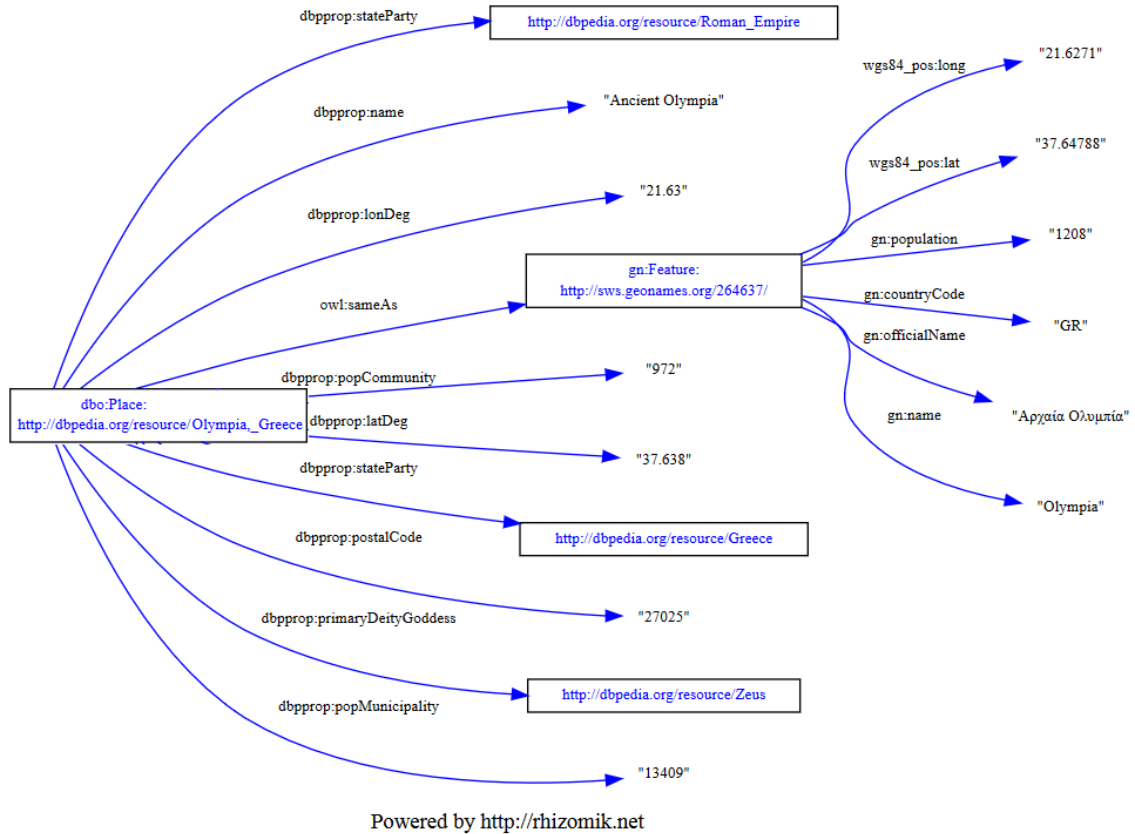 dbpprop:stateParty
http://dbpedia.org/resource/Roman_Empire
dbpprop:name
"Ancient Olympia"
dbpprop:lonDeg
"21.63"
owl:sameAs
gn:Feature:
http://sws.geonames.org/264637/
wgs84_pos:long
"21.6271"
wgs84_pos:lat
"37.64788"
gn:population
"1208"
gn:countryCode
"GR"
gn:officialName
"Αρχαία Ολυμπία"
gn:name
"Olympia"
dbpprop:popCommunity
"972"
dbo:Place:
http://dbpedia.org/resource/Olympia,_Greece
dbpprop:latDeg
"37.638"
dbpprop:stateParty
http://dbpedia.org/resource/Greece
dbpprop:postalCode
"27025"
dbpprop:primaryDeityGoddess
http://dbpedia.org/resource/Zeus
dbpprop:popMunicipality
"13409"
Powered by http://rhizomik.net